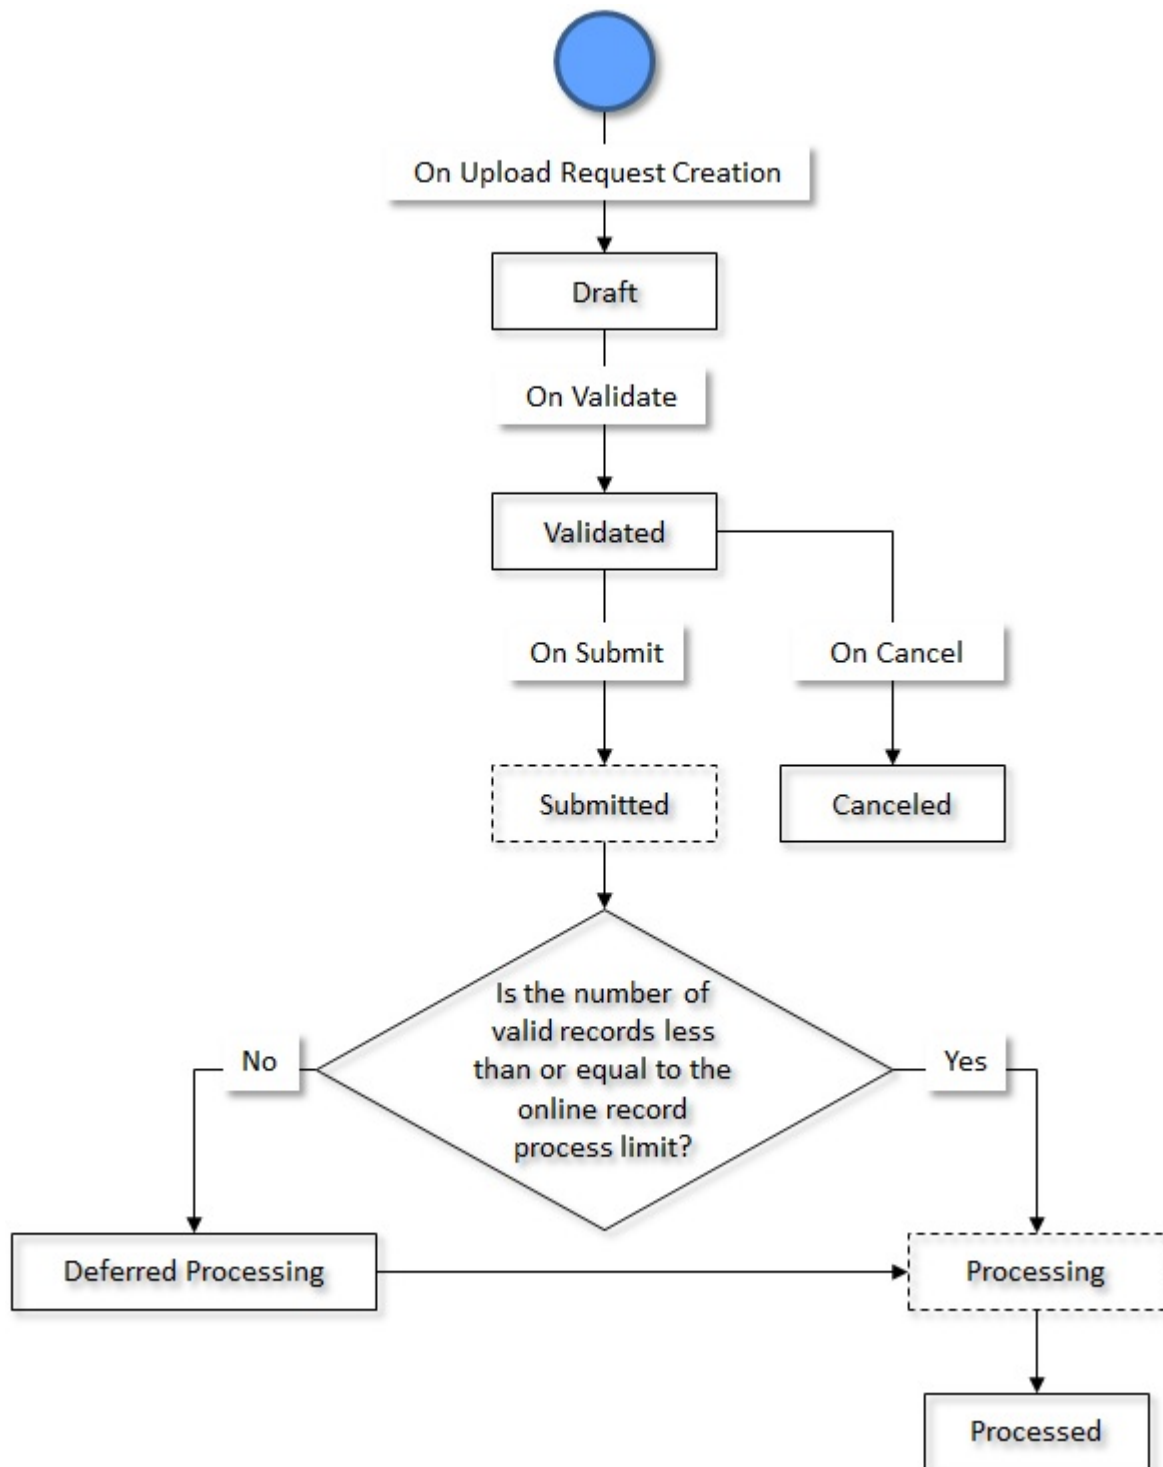 On Upload Request Creation
Draft
On Validate
Validated
On Submit
On Cancel
Submitted
Canceled
Is the number of
valid records less
than or equal to the
online record
process limit?
No
Yes
Deferred Processing
Processing
Processed